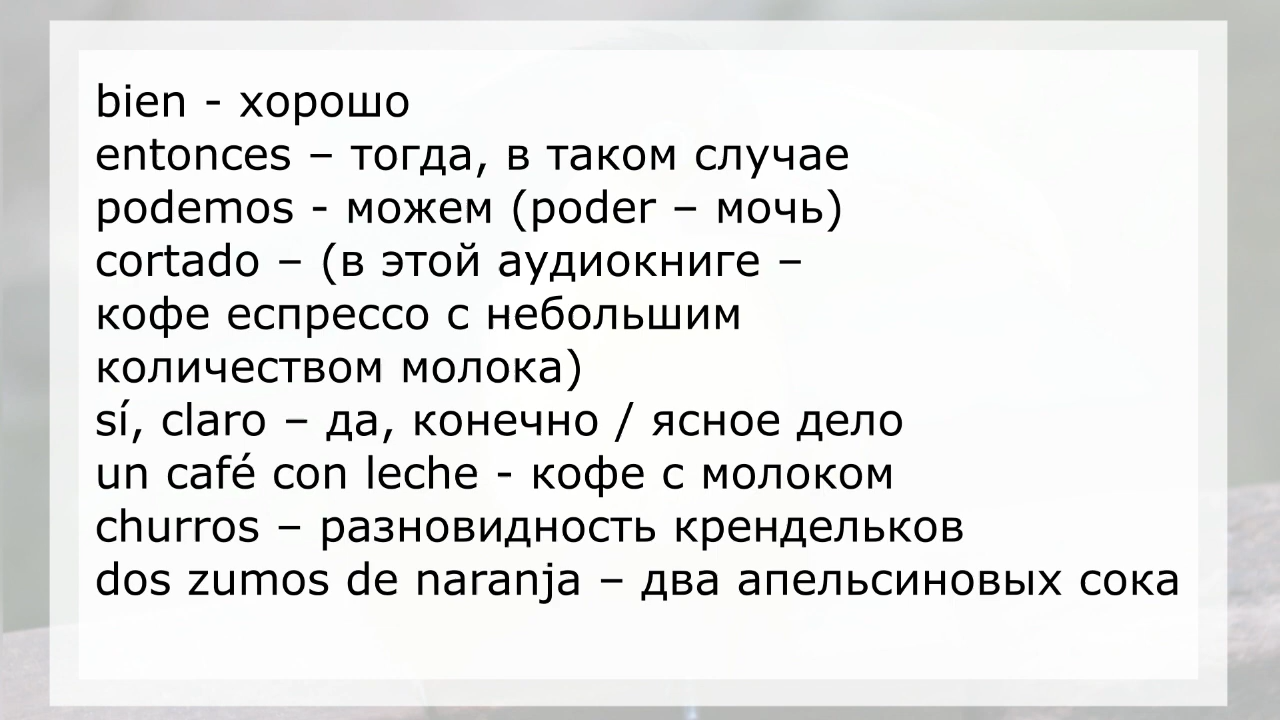 bien - хорошо
entonces – тогда, в таком случае
podemos - можем (poder – мочь)
cortado – (в этой аудиокниге –
кофе еспрессо с небольшим
количеством молока)
sí, claro – да, конечно / ясное дело
un café con leche - кофе с молоком
churros – разновидность крендельков
dos zumos de naranja – два апельсиновых сока